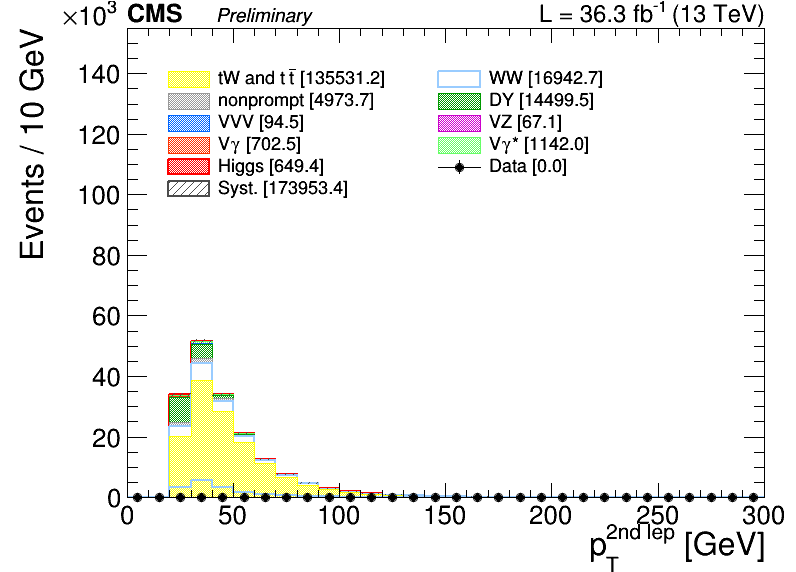 ×10³ CMS Preliminary L = 36.3 fb⁻¹ (13 TeV)
Events / 10 GeV
140
120
100
80
60
40
20
0
tW and t t̅ [135531.2]
nonprompt [4973.7]
VVV [94.5]
Vγ [702.5]
Higgs [649.4]
Syst. [173953.4]
WW [16942.7]
DY [14499.5]
VZ [67.1]
Vγ* [1142.0]
Data [0.0]
0 50 100 150 200 250 300
p_T^2nd lep [GeV]